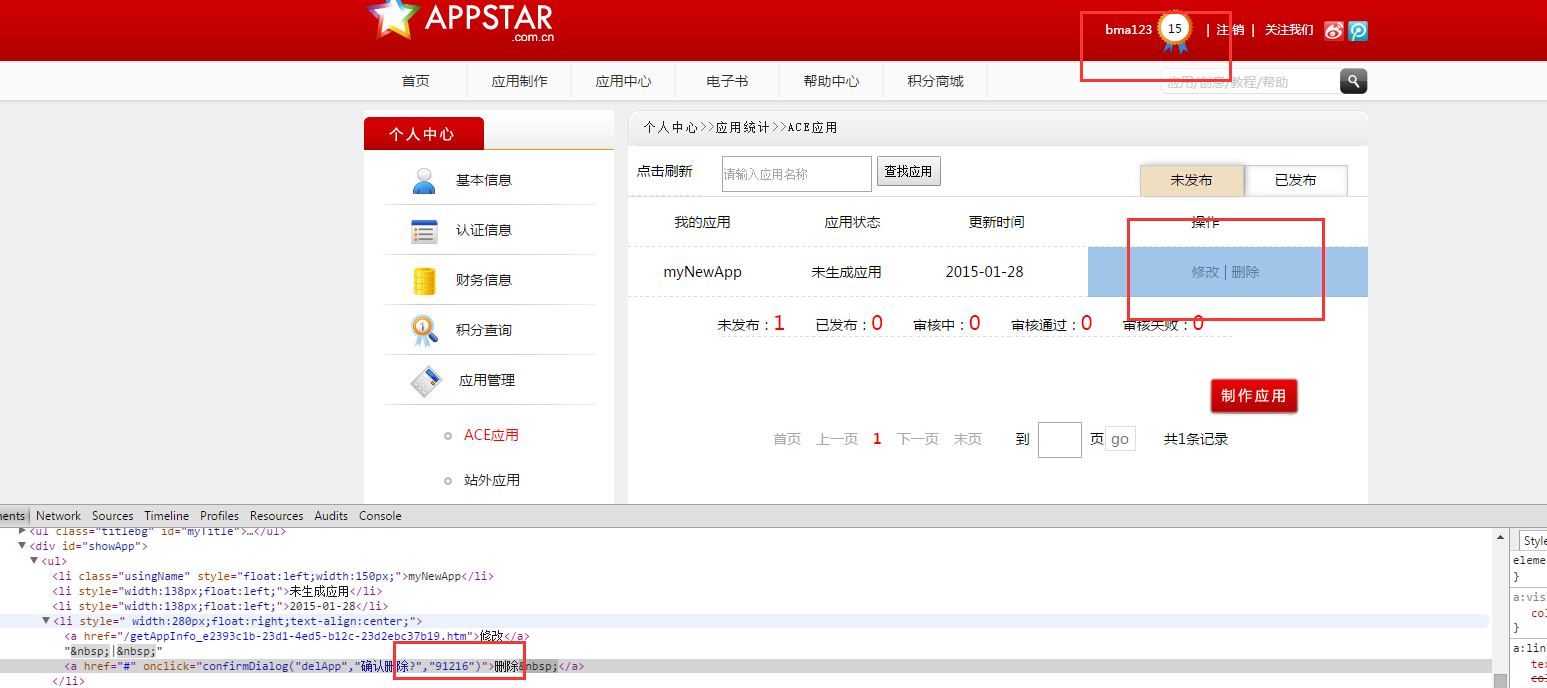 APPSTAR
.com.cn
bma123 15 | 注 销 | 关注我们
首页 应用制作 应用中心 电子书 帮助中心 积分商城 应用/创意/教程/帮助
个人中心
基本信息
认证信息
财务信息
积分查询
应用管理
ACE应用
站外应用
个人中心>>应用统计>>ACE应用
点击刷新 请输入应用名称 查找应用 未发布 已发布
我的应用 应用状态 更新时间 操作
myNewApp 未生成应用 2015-01-28 修改 | 删除
未发布：1 已发布：0 审核中：0 审核通过：0 审核失败：0
制作应用
首页 上一页 1 下一页 末页 到 页 go 共1条记录
nents Network Sources Timeline Profiles Resources Audits Console
<ul class="titlebg" id="myTitle">…</ul>
<div id="showApp">
<ul>
<li class="usingName" style="float:left;width:150px;">myNewApp</li>
<li style="width:138px;float:left;">未生成应用</li>
<li style="width:138px;float:left;">2015-01-28</li>
<li style=" width:280px;float:right;text-align:center;">
<a href="/getAppInfo_e2393c1b-23d1-4ed5-b12c-23d2ebc37b19.htm">修改</a>
"&nbsp;|&nbsp;"
<a href="#" onclick="confirmDialog("delApp","确认删除?","91216")">删除&nbsp;</a>
</li>
Style
eleme
}
a:vis
col
}
a:lin
tex
col